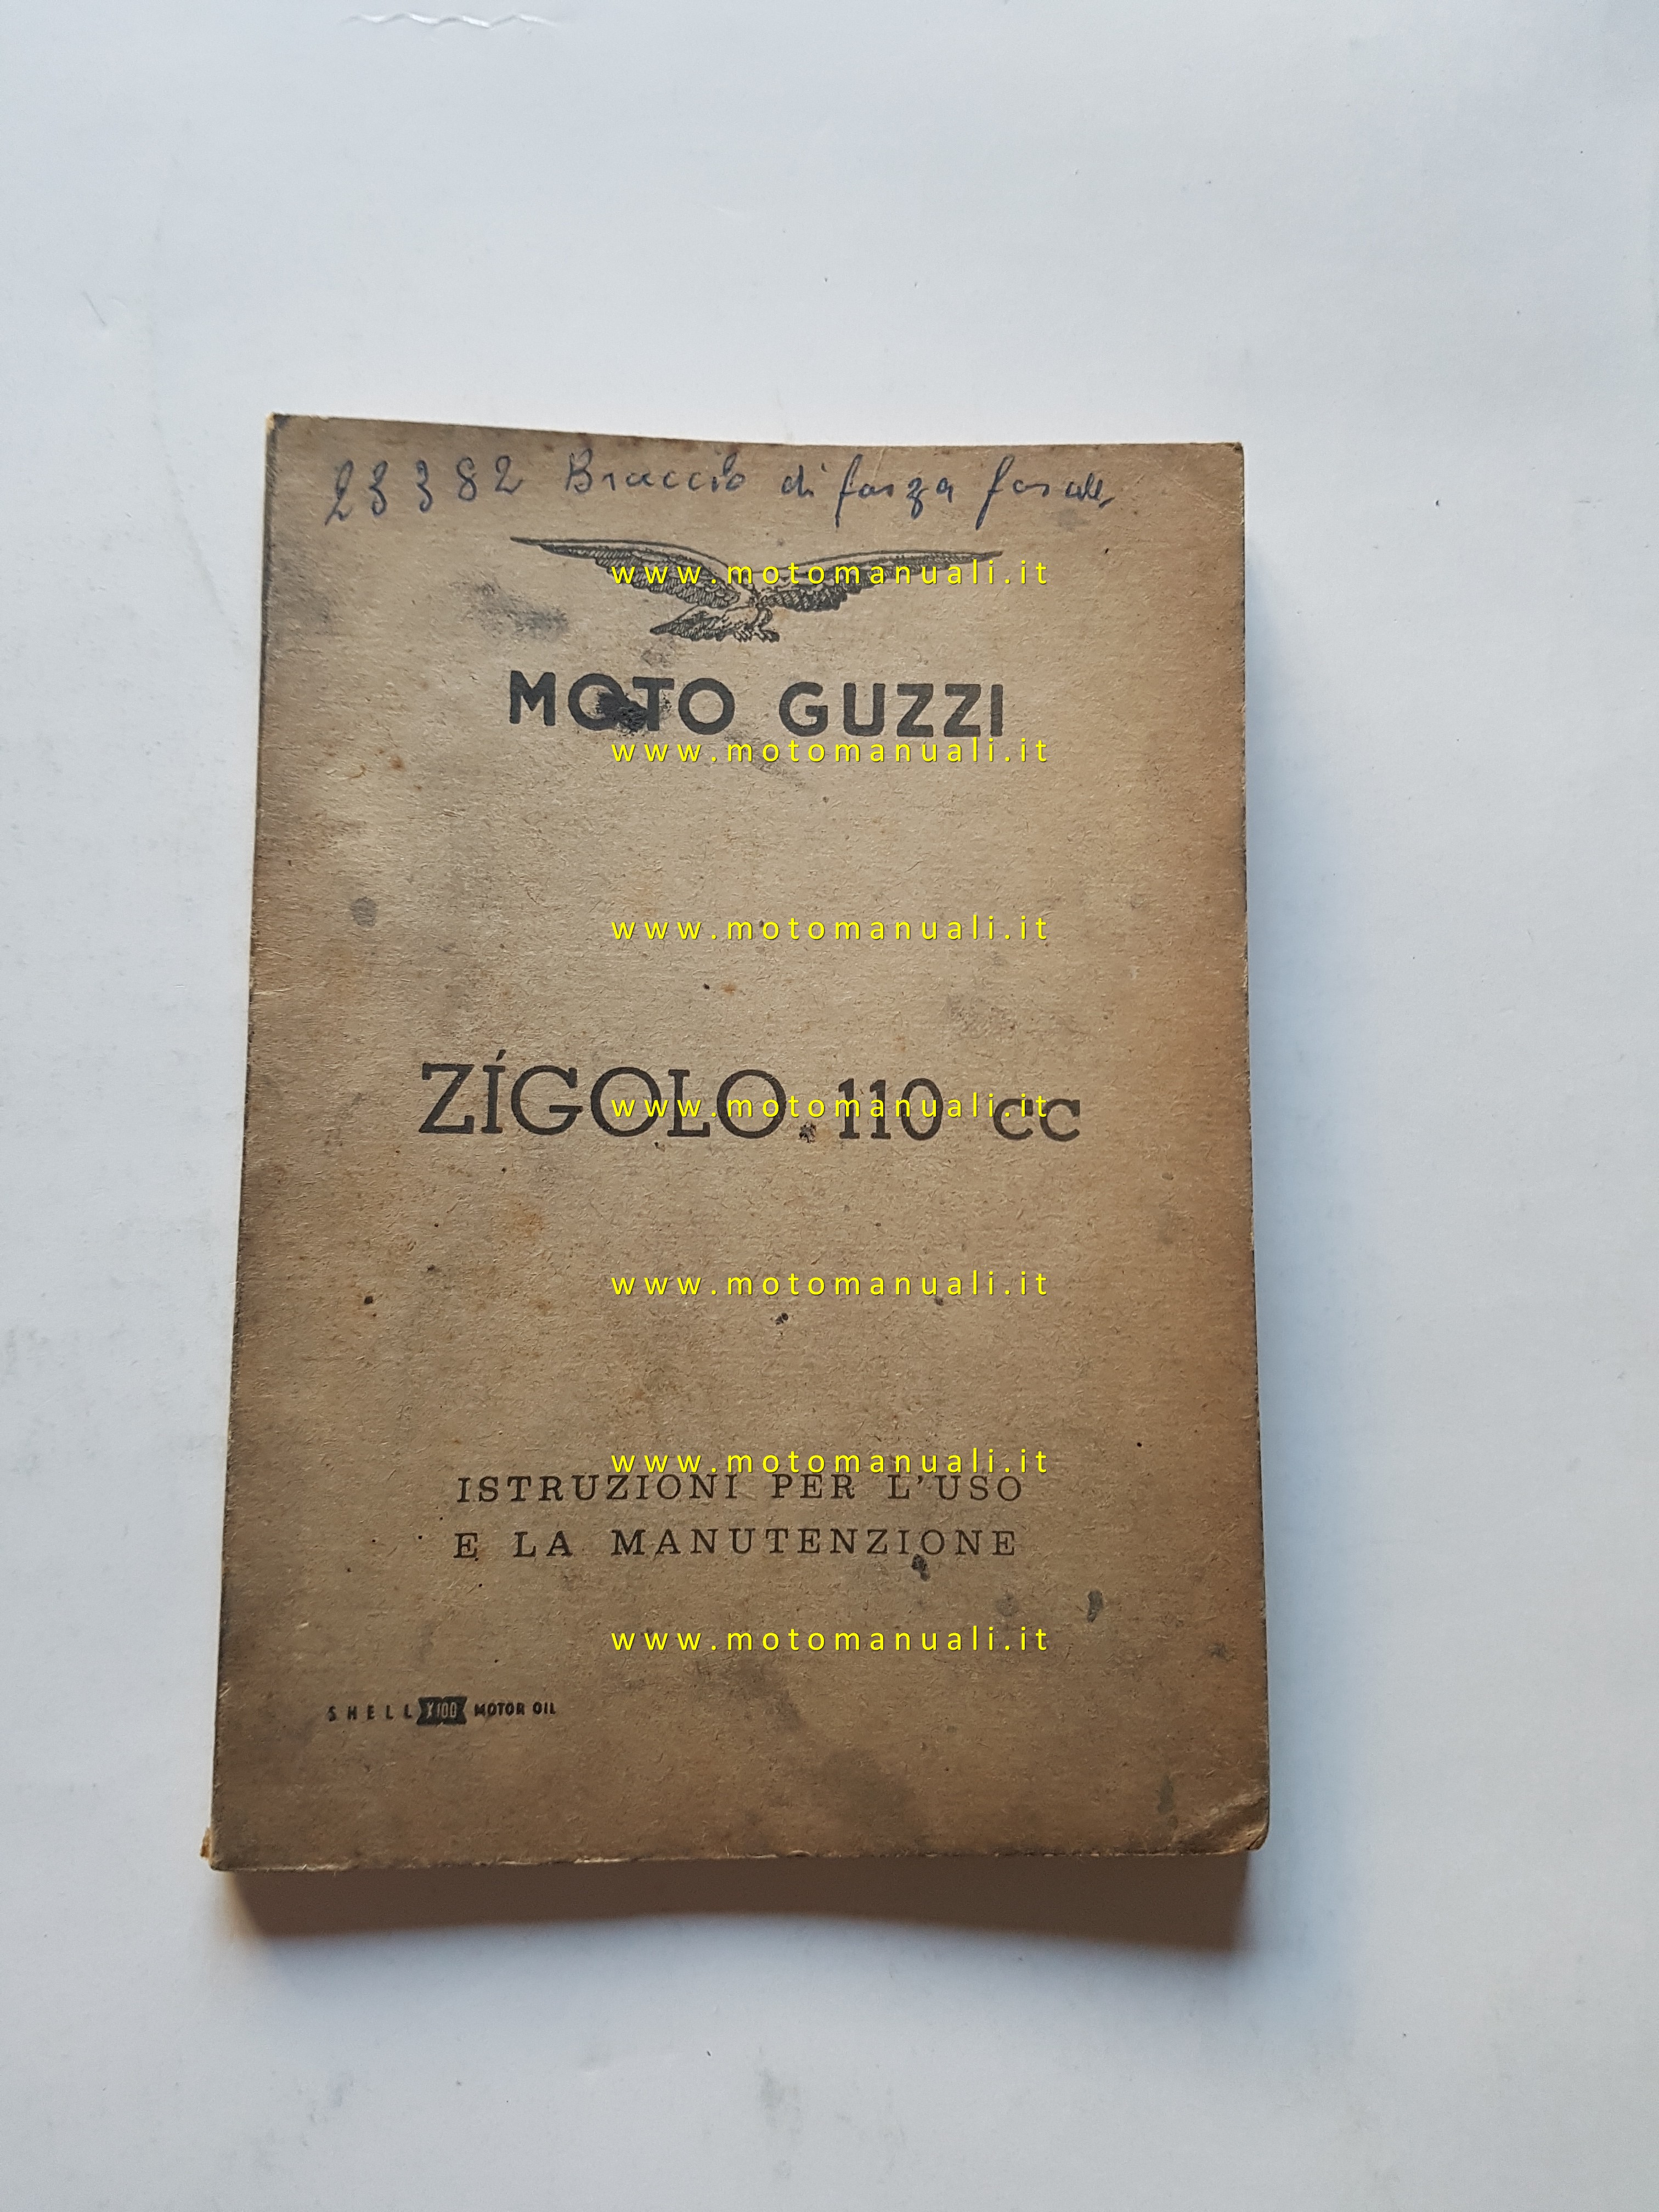 23382 Braccio di forza
www.motomanuali.it
MOTO GUZZI
www.motomanuali.it
www.motomanuali.it
ZÍGOLO 110 cc
www.motomanuali.it
www.motomanuali.it
www.motomanuali.it
ISTRUZIONI PER L'USO
E LA MANUTENZIONE
www.motomanuali.it
SHELL X100 MOTOR OIL